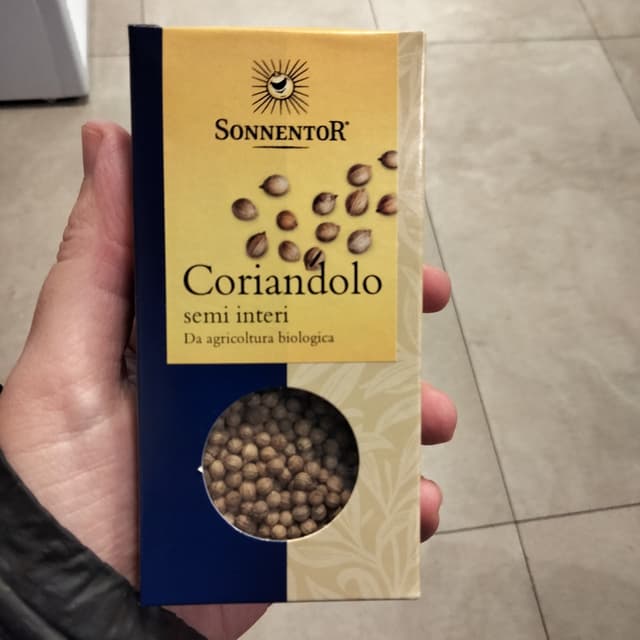 SONNENTOR®
Coriandolo
semi interi
Da agricoltura biologica